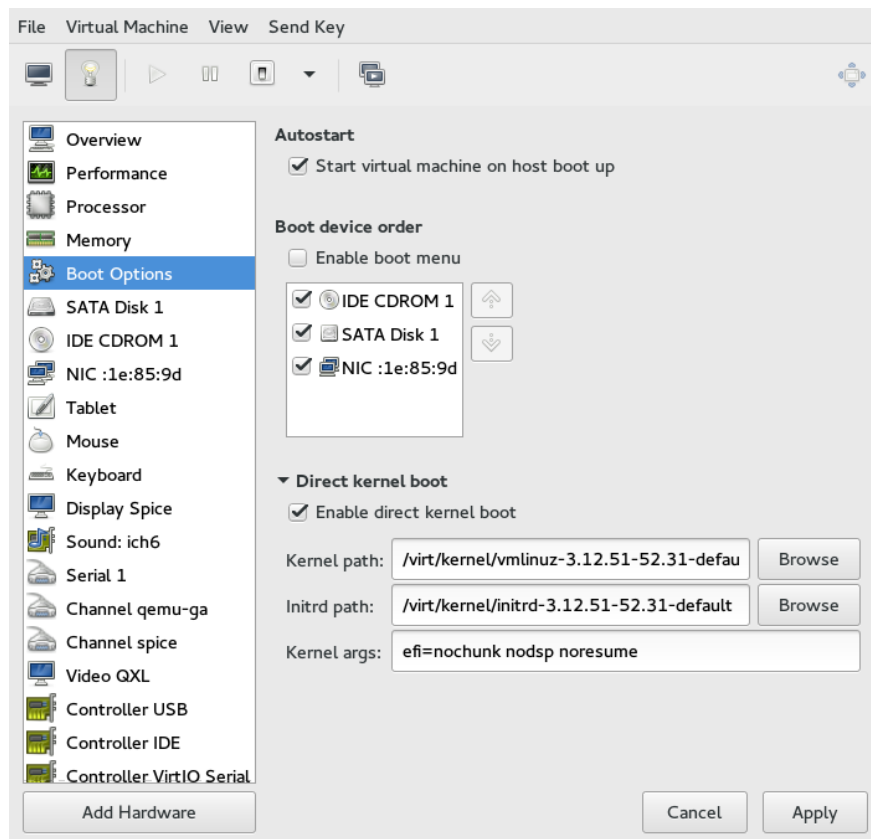 File Virtual Machine View Send Key
Overview
Performance
Processor
Memory
Boot Options
SATA Disk 1
IDE CDROM 1
NIC :1e:85:9d
Tablet
Mouse
Keyboard
Display Spice
Sound: ich6
Serial 1
Channel qemu-ga
Channel spice
Video QXL
Controller USB
Controller IDE
Controller VirtIO Serial
Add Hardware
Autostart
Start virtual machine on host boot up
Boot device order
Enable boot menu
IDE CDROM 1
SATA Disk 1
NIC :1e:85:9d
Direct kernel boot
Enable direct kernel boot
Kernel path: /virt/kernel/vmlinuz-3.12.51-52.31-defau Browse
Initrd path: /virt/kernel/initrd-3.12.51-52.31-default Browse
Kernel args: efi=nochunk nodsp noresume
Cancel Apply